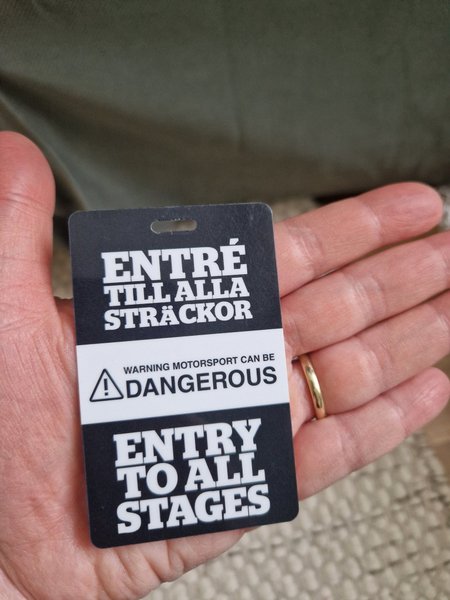 ENTRÉ
TILL ALLA
STRÄCKOR
WARNING MOTORSPORT CAN BE
DANGEROUS
ENTRY
TO ALL
STAGES